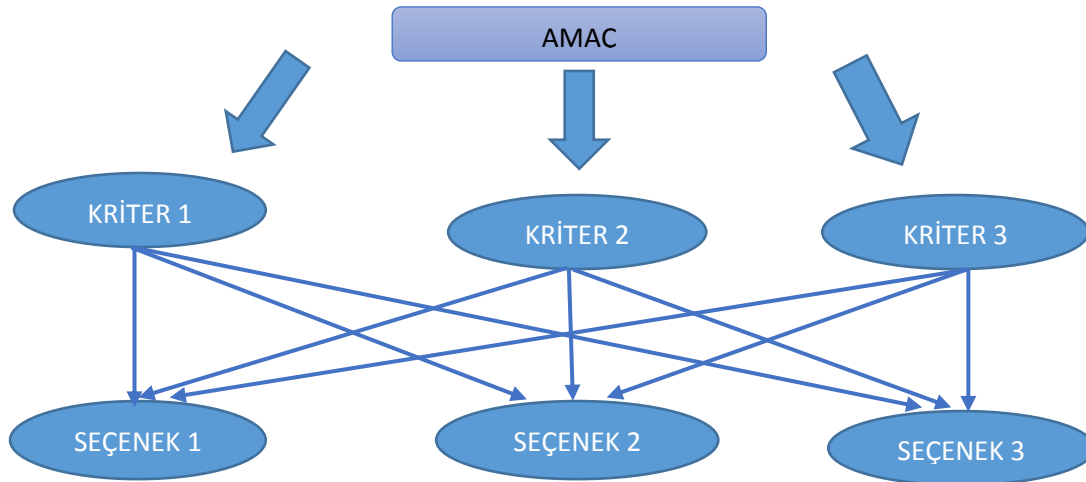 AMAC
KRİTER 1
KRİTER 2
KRİTER 3
SEÇENEK 1
SEÇENEK 2
SEÇENEK 3